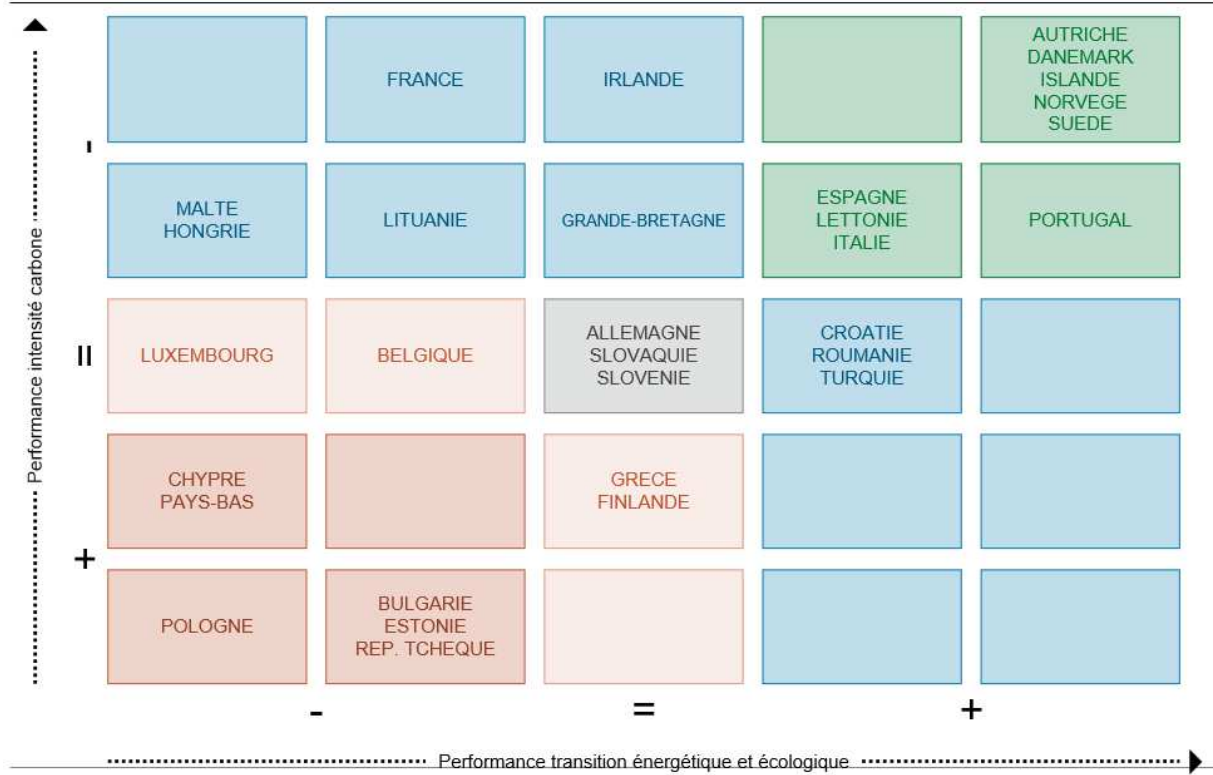 FRANCE
IRLANDE
AUTRICHE
DANEMARK
ISLANDE
NORVEGE
SUEDE
-
MALTE
HONGRIE
LITUANIE
GRANDE-BRETAGNE
ESPAGNE
LETTONIE
ITALIE
PORTUGAL
Performance intensité carbone
=
LUXEMBOURG
BELGIQUE
ALLEMAGNE
SLOVAQUIE
SLOVENIE
CROATIE
ROUMANIE
TURQUIE
CHYPRE
PAYS-BAS
GRECE
FINLANDE
+
POLOGNE
BULGARIE
ESTONIE
REP. TCHEQUE
-
=
+
Performance transition énergétique et écologique